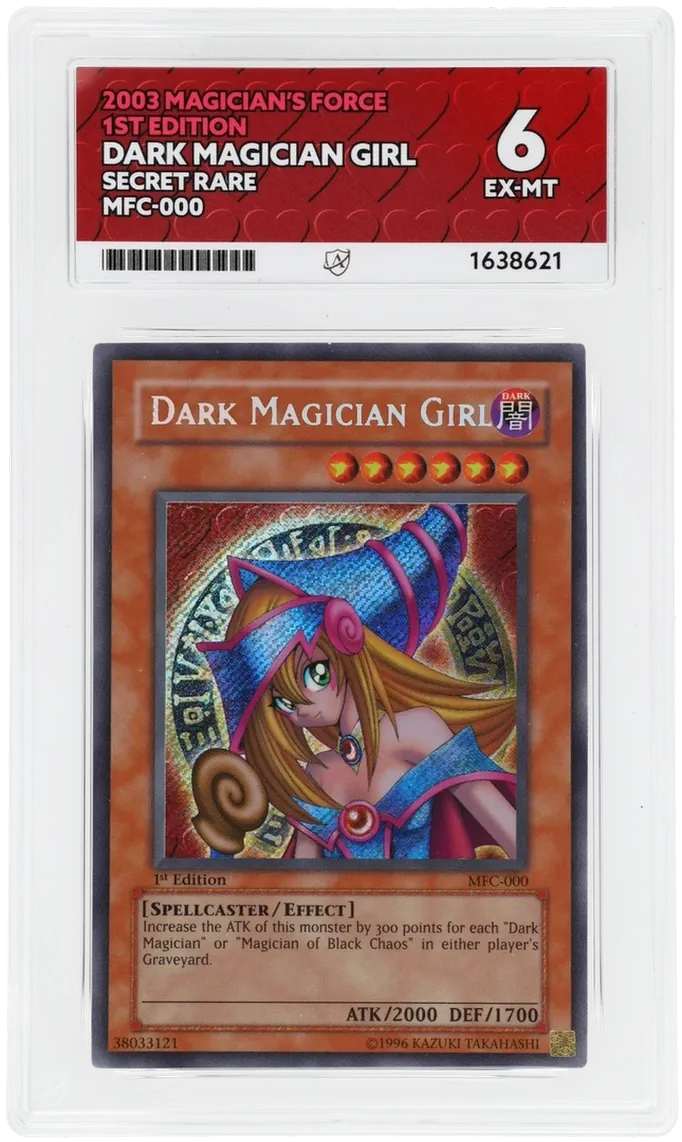 2003 MAGICIAN'S FORCE
1ST EDITION
DARK MAGICIAN GIRL
SECRET RARE
MFC-000
6
EX-MT
1638621
DARK MAGICIAN GIRL
DARK
闇
1st Edition
MFC-000
[SPELLCASTER/EFFECT]
Increase the ATK of this monster by 300 points for each "Dark
Magician" or "Magician of Black Chaos" in either player's
Graveyard.
ATK/2000 DEF/1700
38033121
©1996 KAZUKI TAKAHASHI